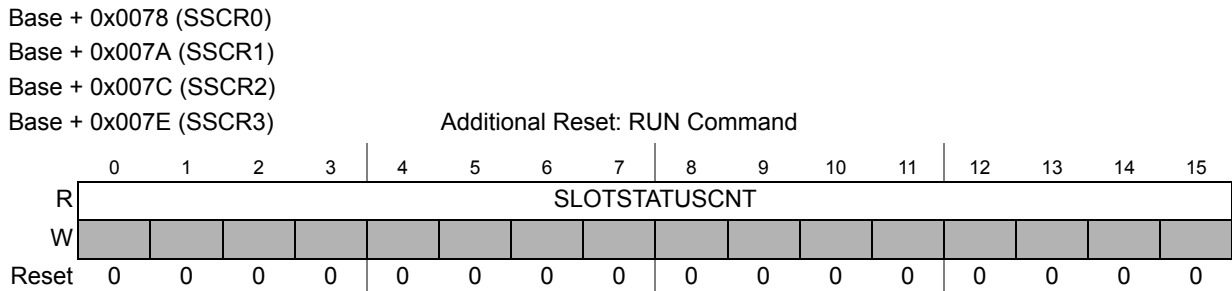 Base + 0x0078 (SSCR0)
Base + 0x007A (SSCR1)
Base + 0x007C (SSCR2)
Base + 0x007E (SSCR3) Additional Reset: RUN Command
0 1 2 3 4 5 6 7 8 9 10 11 12 13 14 15
R SLOTSTATUSCNT
W
Reset 0 0 0 0 0 0 0 0 0 0 0 0 0 0 0 0